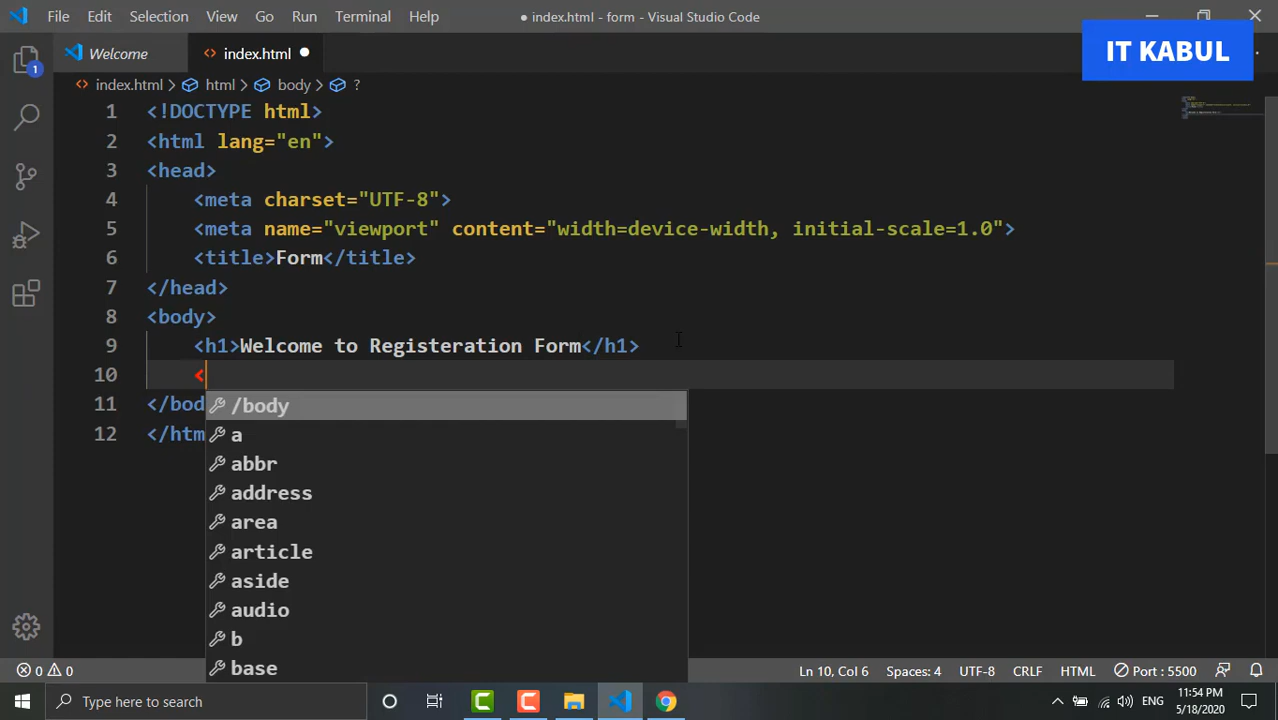 File Edit Selection View Go Run Terminal Help ● index.html - form - Visual Studio Code
IT KABUL
Welcome <> index.html ●
<> index.html > html > body > ?
1 <!DOCTYPE html>
2 <html lang="en">
3 <head>
4 <meta charset="UTF-8">
5 <meta name="viewport" content="width=device-width, initial-scale=1.0">
6 <title>Form</title>
7 </head>
8 <body>
9 <h1>Welcome to Registeration Form</h1>
10 <
11 </bod
12 </htm
/body
a
abbr
address
area
article
aside
audio
b
base
1
0 0 Ln 10, Col 6 Spaces: 4 UTF-8 CRLF HTML Port : 5500
Type here to search
ENG 11:54 PM
5/18/2020